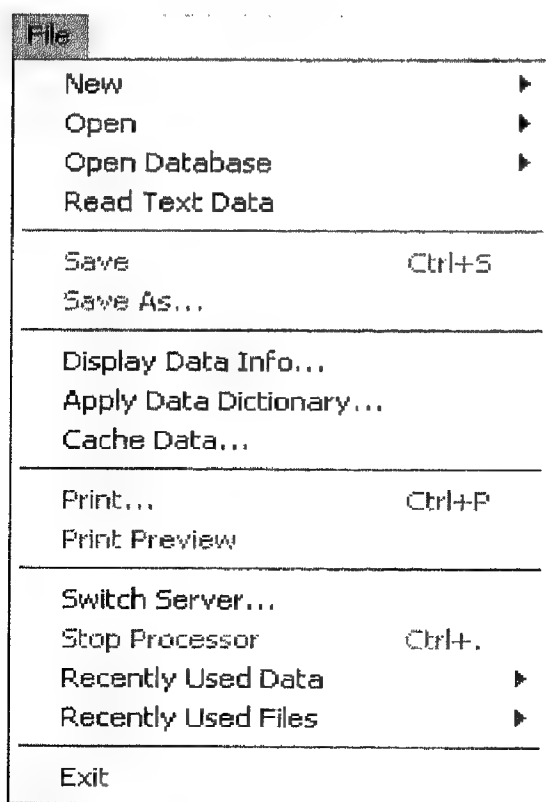 File
New
Open
Open Database
Read Text Data
Save Ctrl+S
Save As...
Display Data Info...
Apply Data Dictionary...
Cache Data...
Print... Ctrl+P
Print Preview
Switch Server...
Stop Processor Ctrl+.
Recently Used Data
Recently Used Files
Exit